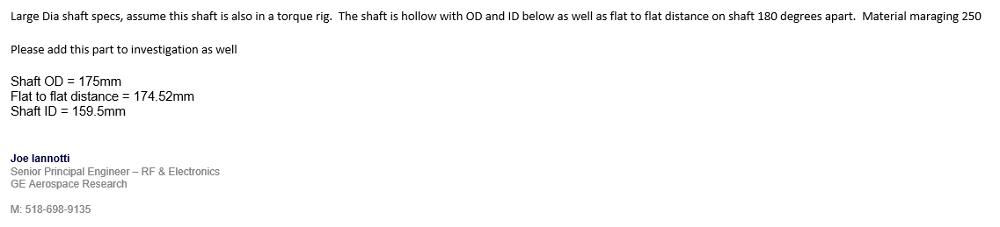 Large Dia shaft specs, assume this shaft is also in a torque rig.  The shaft is hollow with OD and ID below as well as flat to flat distance on shaft 180 degrees apart.  Material maraging 250
Please add this part to investigation as well
Shaft OD = 175mm
Flat to flat distance = 174.52mm
Shaft ID = 159.5mm
Joe Iannotti
Senior Principal Engineer – RF & Electronics
GE Aerospace Research
M: 518-698-9135